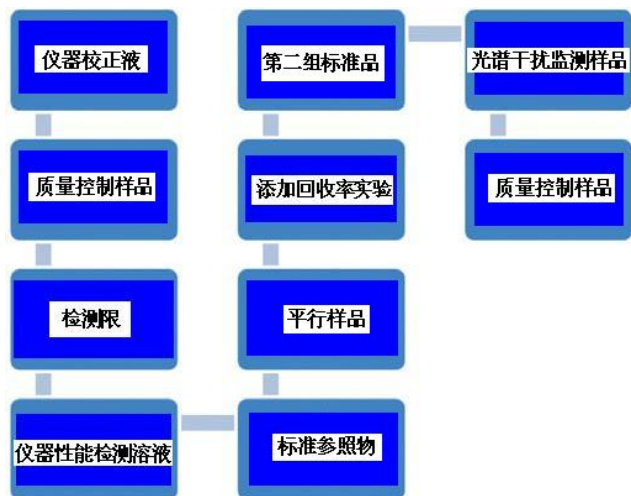 仪器校正液
质量控制样品
检测限
仪器性能检测溶液
标准参照物
平行样品
添加回收率实验
第二组标准品
光谱干扰监测样品
质量控制样品